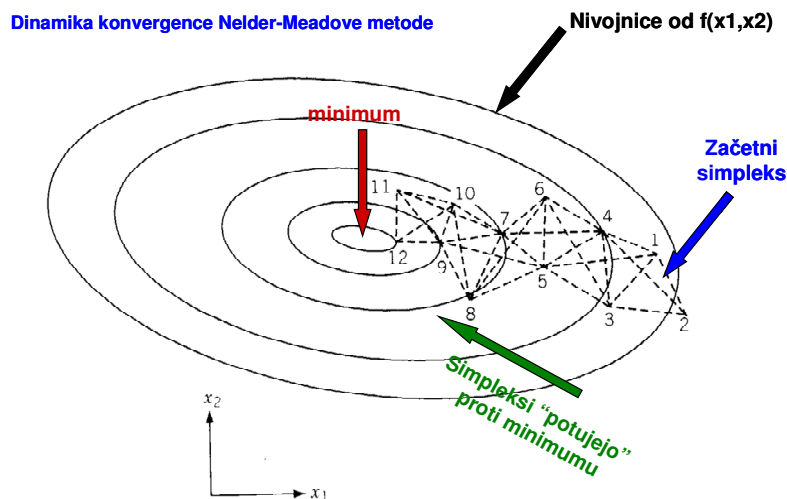 Dinamika konvergence Nelder-Meadove metode
Nivojnice od f(x1,x2)
minimum
Začetni
simpleks
11
10
6
7
4
1
12
9
5
8
3
2
Simpleksi “potujejo”
proti minimumu
x2
x1